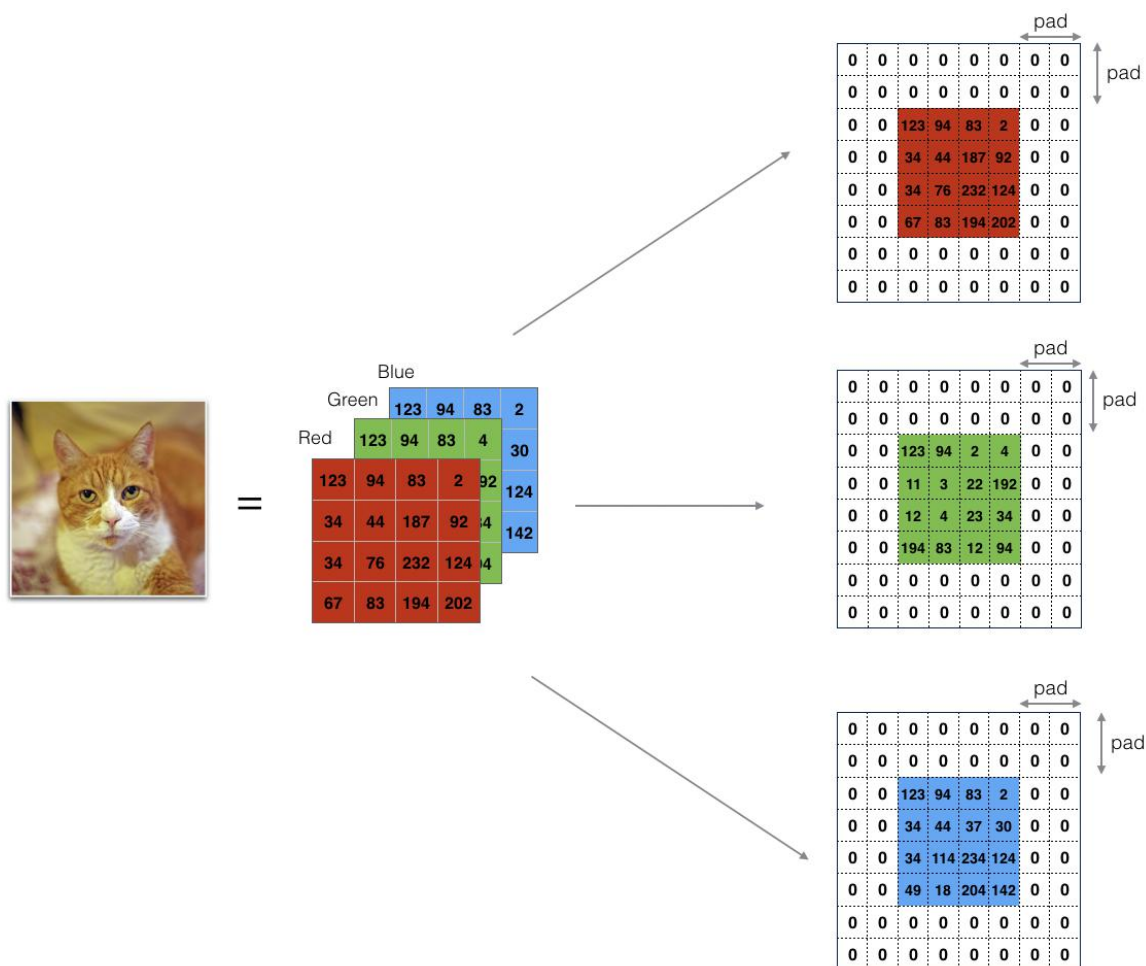 pad
0 0 0 0 0 0 0 0
pad
0 0 0 0 0 0 0 0
0 0 123 94 83 2 0 0
0 0 34 44 187 92 0 0
0 0 34 76 232 124 0 0
0 0 67 83 194 202 0 0
0 0 0 0 0 0 0 0
0 0 0 0 0 0 0 0
Blue
123 94 83 2
30
124
142
Green
123 94 83 4
92
34
94
Red
123 94 83 2
34 44 187 92
34 76 232 124
67 83 194 202
=
pad
0 0 0 0 0 0 0 0
pad
0 0 0 0 0 0 0 0
0 0 123 94 2 4 0 0
0 0 11 3 22 192 0 0
0 0 12 4 23 34 0 0
0 0 194 83 12 94 0 0
0 0 0 0 0 0 0 0
0 0 0 0 0 0 0 0
pad
0 0 0 0 0 0 0 0
pad
0 0 0 0 0 0 0 0
0 0 123 94 83 2 0 0
0 0 34 44 37 30 0 0
0 0 34 114 234 124 0 0
0 0 49 18 204 142 0 0
0 0 0 0 0 0 0 0
0 0 0 0 0 0 0 0